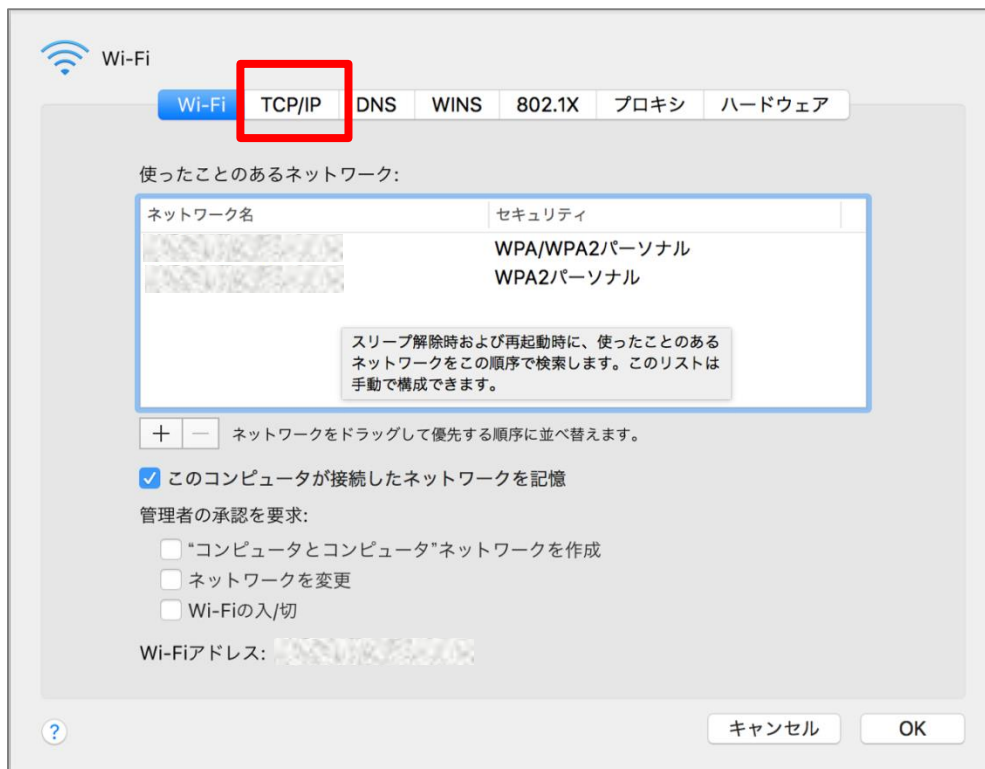 Wi-Fi
Wi-Fi TCP/IP DNS WINS 802.1X プロキシ ハードウェア
使ったことのあるネットワーク:
ネットワーク名 セキュリティ
WPA/WPA2パーソナル
WPA2パーソナル
スリープ解除時および再起動時に、使ったことのある
ネットワークをこの順序で検索します。このリストは
手動で構成できます。
+ − ネットワークをドラッグして優先する順序に並べ替えます。
このコンピュータが接続したネットワークを記憶
管理者の承認を要求:
“コンピュータとコンピュータ”ネットワークを作成
ネットワークを変更
Wi-Fiの入/切
Wi-Fiアドレス:
? キャンセル OK